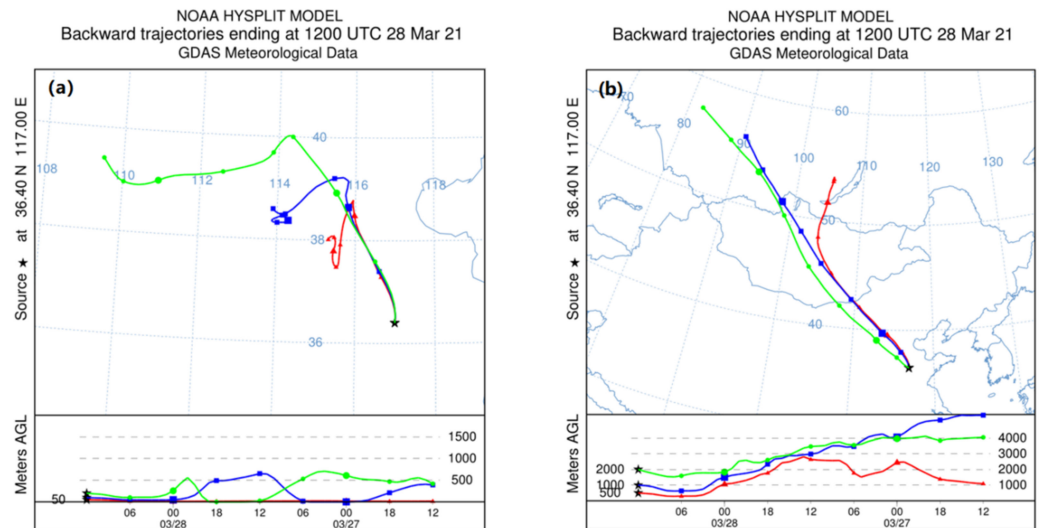 NOAA HYSPLIT MODEL
Backward trajectories ending at 1200 UTC 28 Mar 21
GDAS Meteorological Data
(a)
Source ★ at 36.40 N 117.00 E
40
108
110
112
114
116
118
38
36
Meters AGL
1500
1000
500
50
06 00 18 12 06 00 18 12
03/28 03/27
NOAA HYSPLIT MODEL
Backward trajectories ending at 1200 UTC 28 Mar 21
GDAS Meteorological Data
(b)
Source ★ at 36.40 N 117.00 E
70
80
90
60
100
110
120
130
50
40
Meters AGL
2000
1000
500
4000
3000
2000
1000
06 00 18 12 06 00 18 12
03/28 03/27